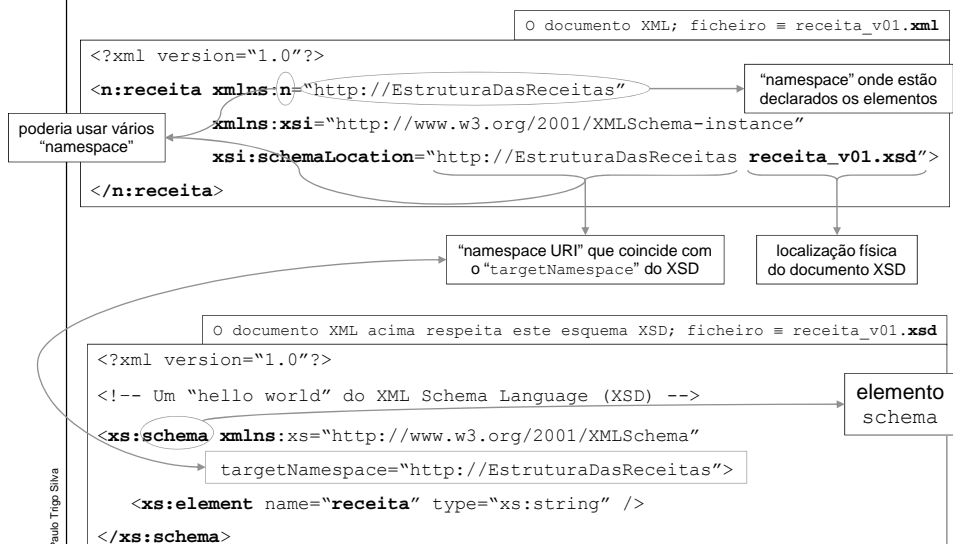 O documento XML; ficheiro ≡ receita_v01.xml
<?xml version=“1.0”?>
<n:receita xmlns:n=“http://EstruturaDasReceitas”
“namespace” onde estão
declarados os elementos
poderia usar vários
“namespace”
xmlns:xsi=“http://www.w3.org/2001/XMLSchema-instance”
xsi:schemaLocation=“http://EstruturaDasReceitas receita_v01.xsd”>
</n:receita>
“namespace URI” que coincide com
o “targetNamespace” do XSD
localização física
do documento XSD
O documento XML acima respeita este esquema XSD; ficheiro ≡ receita_v01.xsd
<?xml version=“1.0”?>
<!–- Um “hello world” do XML Schema Language (XSD) -->
elemento
schema
<xs:schema xmlns:xs=“http://www.w3.org/2001/XMLSchema”
targetNamespace=“http://EstruturaDasReceitas”>
<xs:element name=“receita” type=“xs:string” />
</xs:schema>
Paulo Trigo Silva